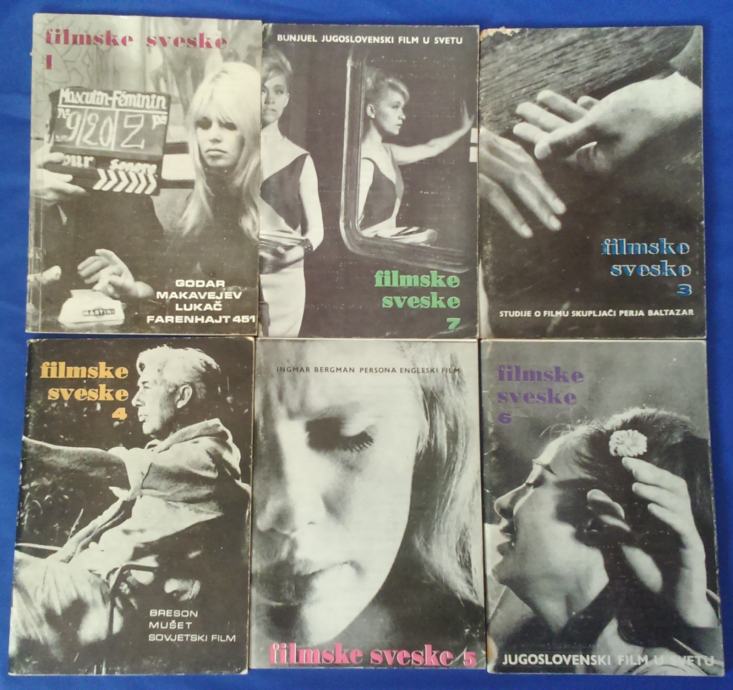 filmske sveske
1
Masculin-Féminin
9/20 Z
GODAR
MAKAVEJEV
LUKAČ
FARENHAJT 451
BUNJUEL JUGOSLOVENSKI FILM U SVETU
filmske
sveske
7
filmske
sveske
3
STUDIJE O FILMU SKUPLJAČI PERJA BALTAZAR
filmske
sveske
4
BRESON
MUŠET
SOVJETSKI FILM
INGMAR BERGMAN PERSONA ENGLESKI FILM
filmske sveske 5
filmske
sveske
6
JUGOSLOVENSKI FILM U SVETU